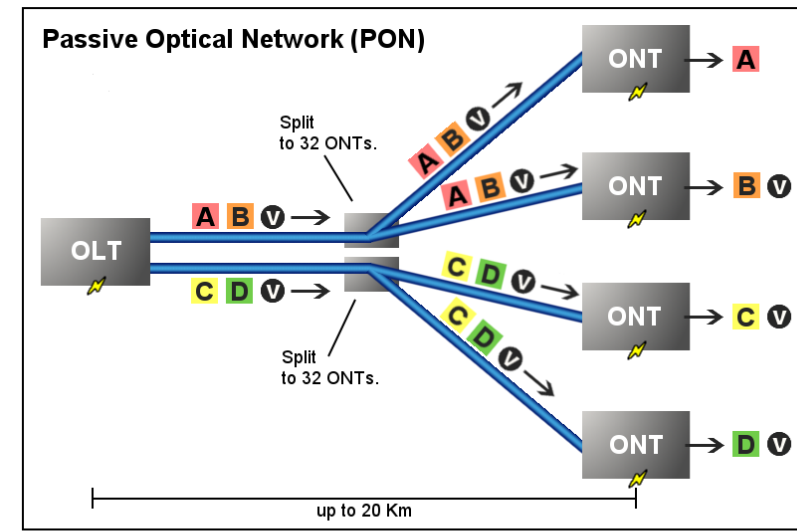 Passive Optical Network (PON)
ONT
A
Split
to 32 ONTs.
A B V
A B V
ONT
B V
A B V
OLT
C D V
C D V
ONT
C V
C D V
Split
to 32 ONTs.
ONT
D V
up to 20 Km